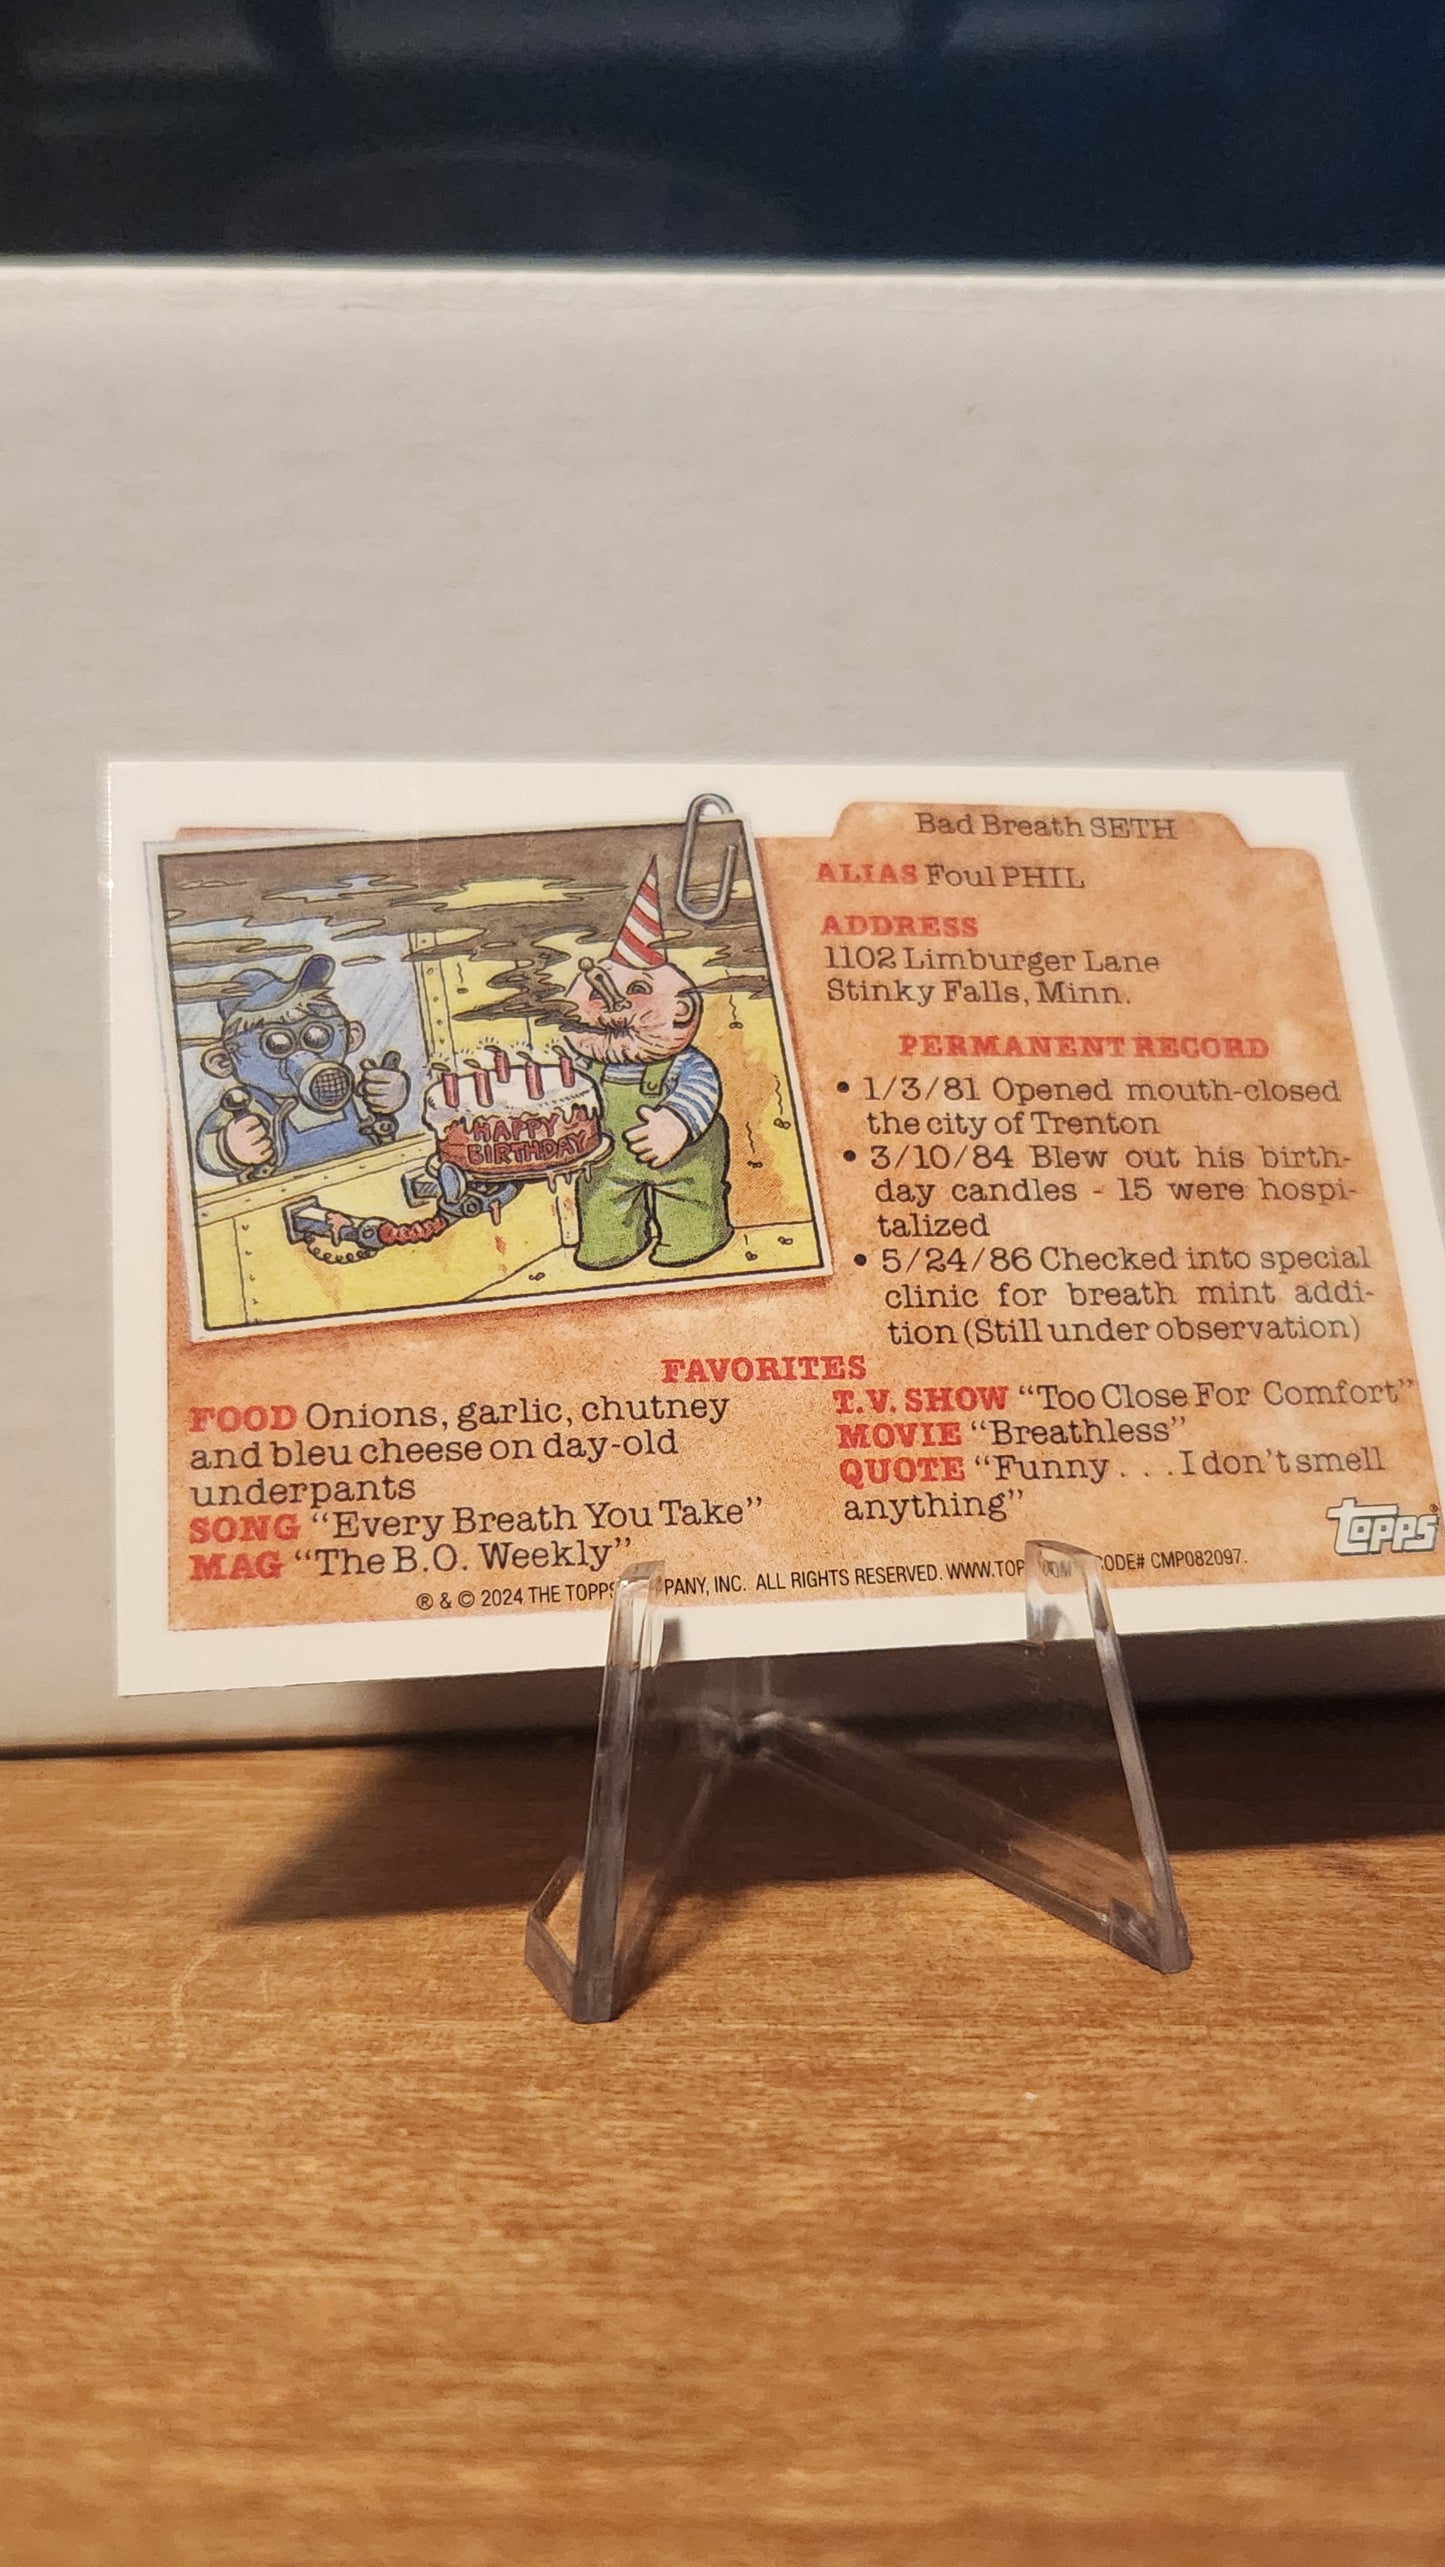 Bad Breath SETH
ALIAS Foul PHIL
ADDRESS
1102 Limburger Lane
Stinky Falls, Minn.
PERMANENT RECORD
• 1/3/81 Opened mouth-closed
the city of Trenton
• 3/10/84 Blew out his birth-
day candles - 15 were hospi-
talized
• 5/24/86 Checked into special
clinic for breath mint addi-
tion (Still under observation)
HAPPY
BIRTHDAY
FAVORITES
FOOD Onions, garlic, chutney
and bleu cheese on day-old
underpants
SONG "Every Breath You Take"
MAG "The B.O. Weekly"
T.V. SHOW "Too Close For Comfort"
MOVIE "Breathless"
QUOTE "Funny . . . I don't smell
anything"
Topps®
® & © 2024 THE TOPPS COMPANY, INC. ALL RIGHTS RESERVED. WWW.TOPPS.COM. CODE# CMP082097.